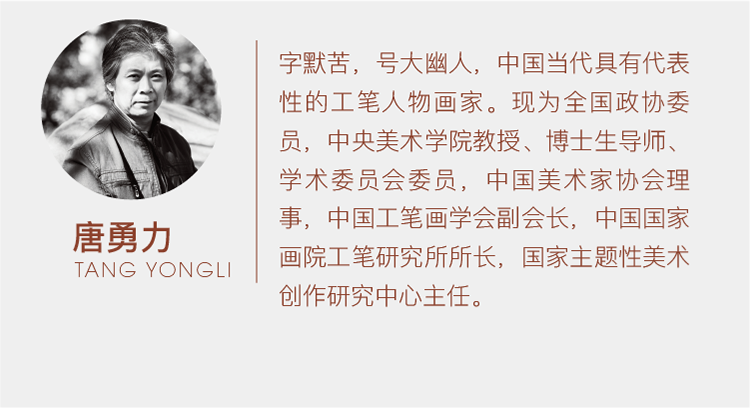 唐勇力
TANG YONGLI
字默苦，号大幽人，中国当代具有代表
性的工笔人物画家。现为全国政协委
员，中央美术学院教授、博士生导师、
学术委员会委员，中国美术家协会理
事，中国工笔画学会副会长，中国国家
画院工笔研究所所长，国家主题性美术
创作研究中心主任。